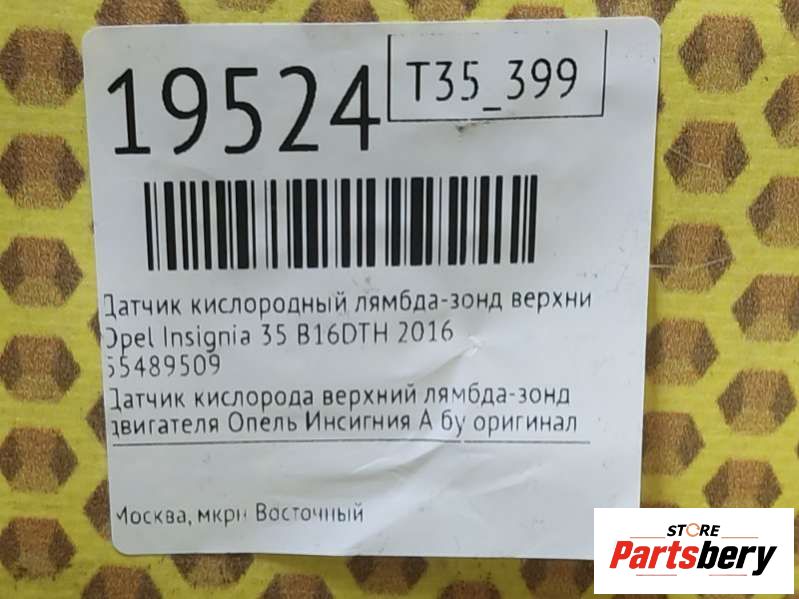 19524
T35_399
Датчик кислородный лямбда-зонд верхни
Opel Insignia 35 B16DTH 2016
55489509
Датчик кислорода верхний лямбда-зонд
двигателя Опель Инсигния А бу оригинал
Москва, мкрн Восточный
STORE
Partsbery